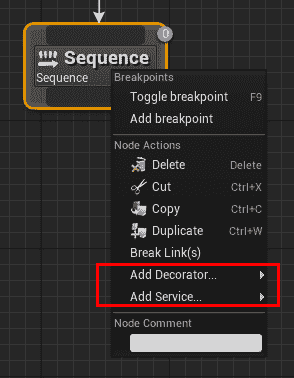 0
Sequence
Sequence
Breakpoints
Toggle breakpoint F9
Add breakpoint
Node Actions
Delete Delete
Cut Ctrl+X
Copy Ctrl+C
Duplicate Ctrl+W
Break Link(s)
Add Decorator...
Add Service...
Node Comment